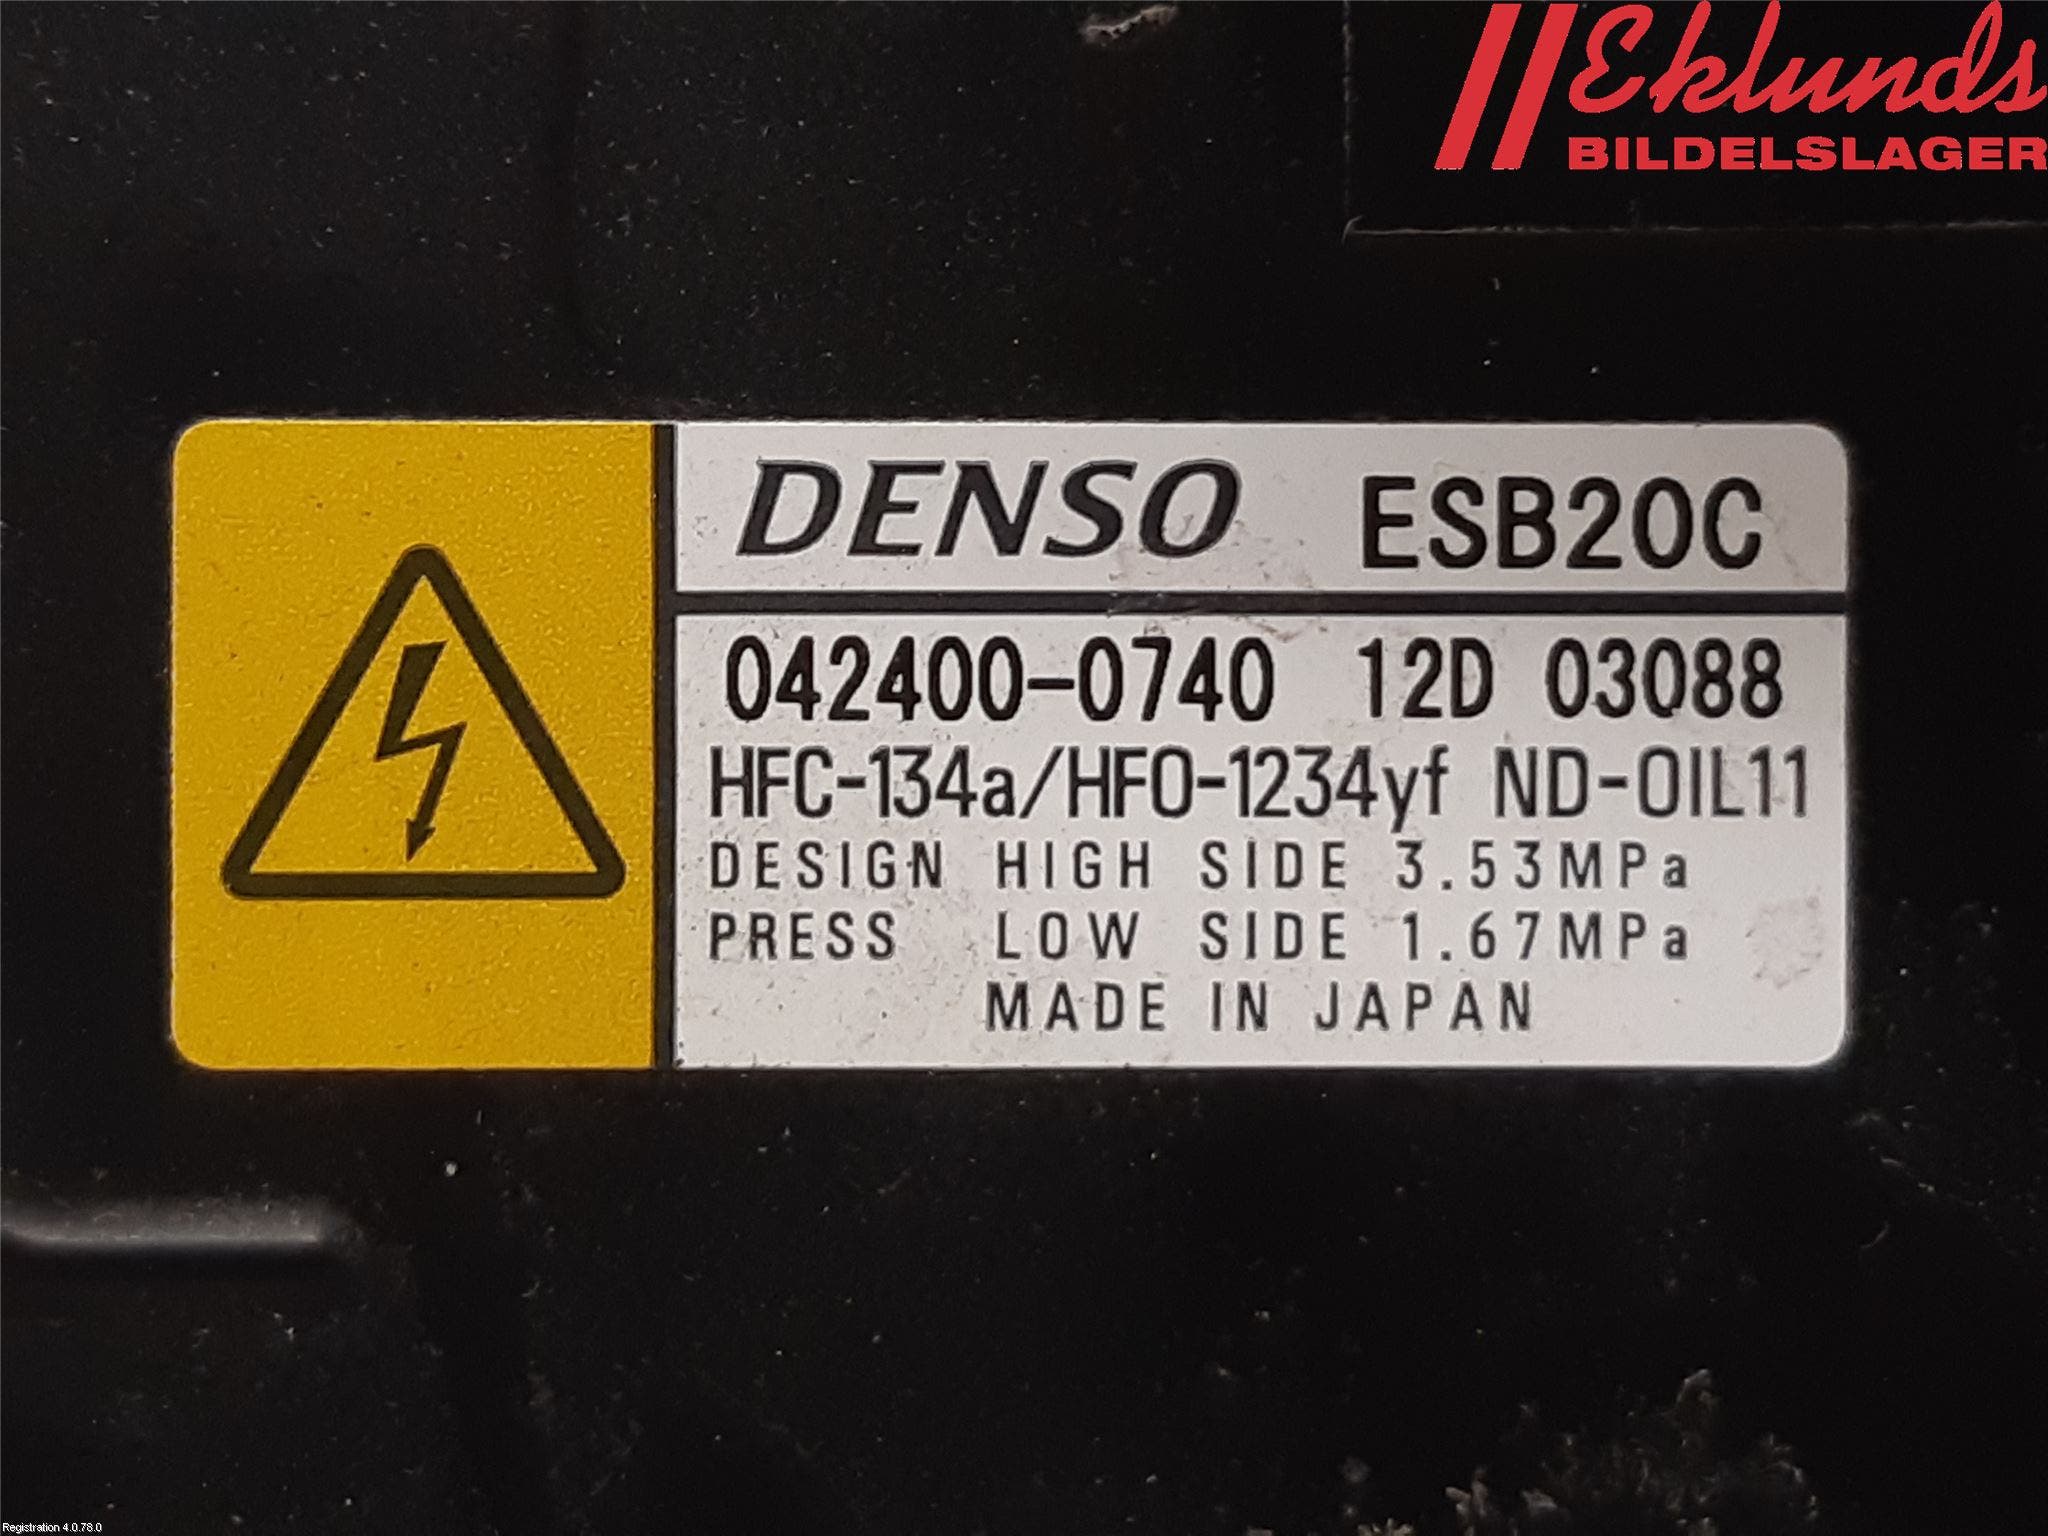 Eklunds
BILDELSLAGER
DENSO ESB20C
042400-0740 12D 03088
HFC-134a/HFO-1234yf ND-OIL11
DESIGN HIGH SIDE 3.53MPa
PRESS LOW SIDE 1.67MPa
MADE IN JAPAN
Registration 4.0.78.0